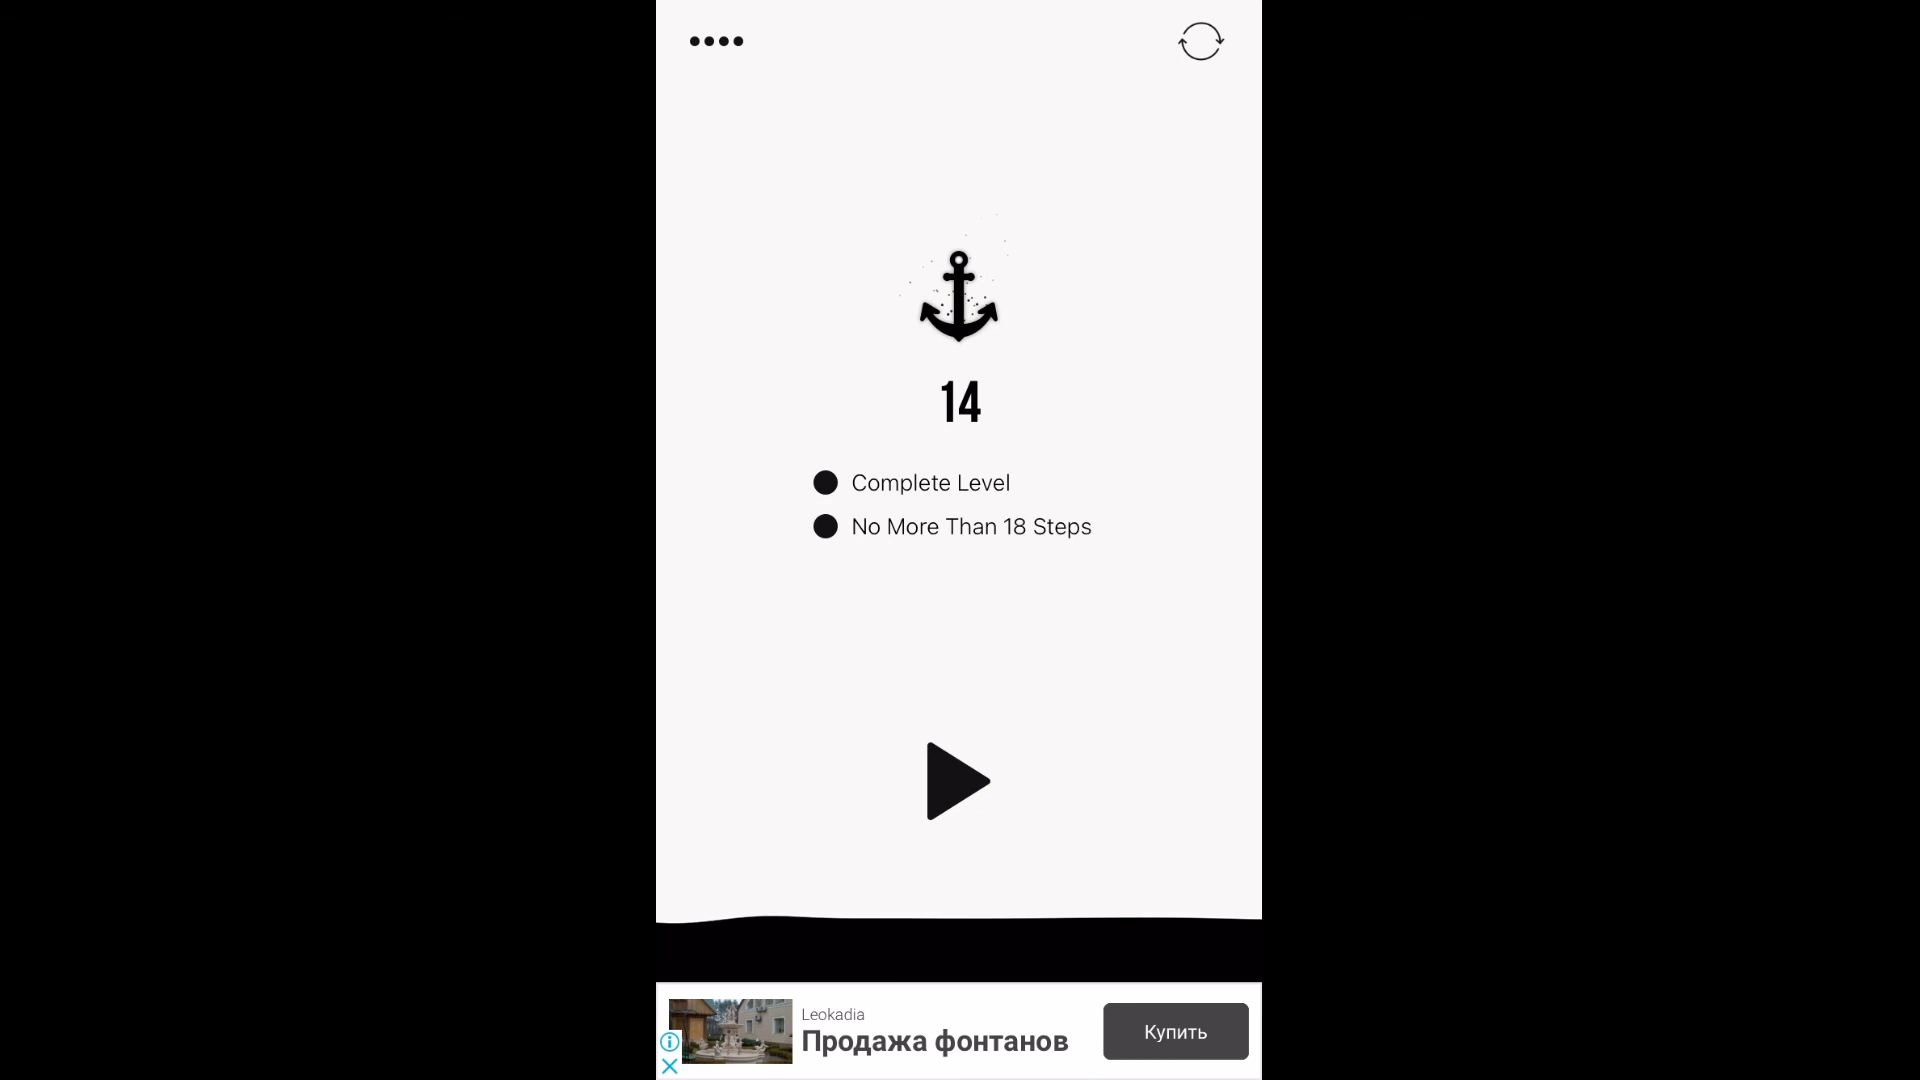 14
Complete Level
No More Than 18 Steps
Leokadia
Продажа фонтанов
Купить